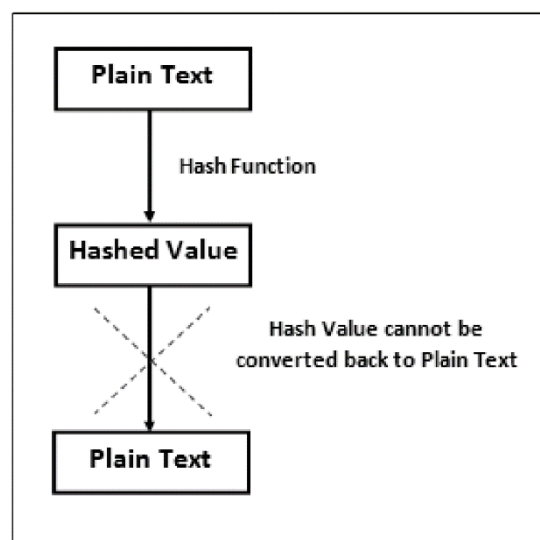 Plain Text
Hash Function
Hashed Value
Hash Value cannot be
converted back to Plain Text
Plain Text